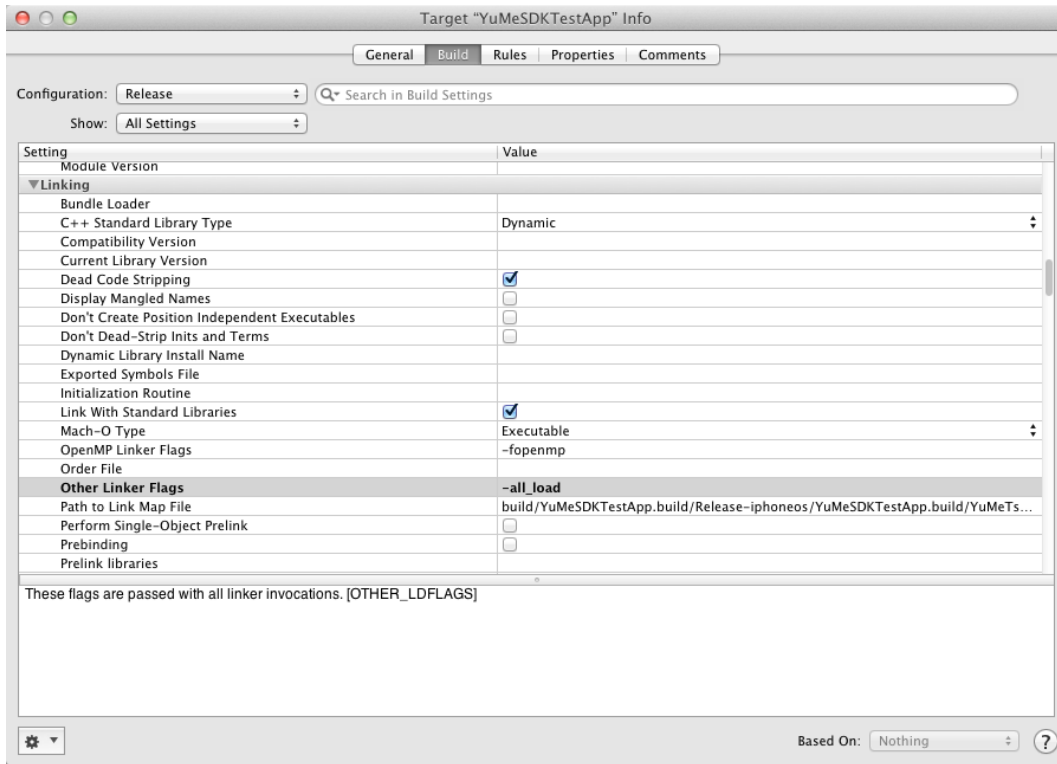 Target “YuMeSDKTestApp” Info
General Build Rules Properties Comments
Configuration: Release Search in Build Settings
Show: All Settings
Setting Value
Module Version
Linking
Bundle Loader
C++ Standard Library Type Dynamic
Compatibility Version
Current Library Version
Dead Code Stripping
Display Mangled Names
Don't Create Position Independent Executables
Don't Dead-Strip Inits and Terms
Dynamic Library Install Name
Exported Symbols File
Initialization Routine
Link With Standard Libraries
Mach-O Type Executable
OpenMP Linker Flags -fopenmp
Order File
Other Linker Flags -all_load
Path to Link Map File build/YuMeSDKTestApp.build/Release-iphoneos/YuMeSDKTestApp.build/YuMeTs...
Perform Single-Object Prelink
Prebinding
Prelink libraries
These flags are passed with all linker invocations. [OTHER_LDFLAGS]
Based On: Nothing ?